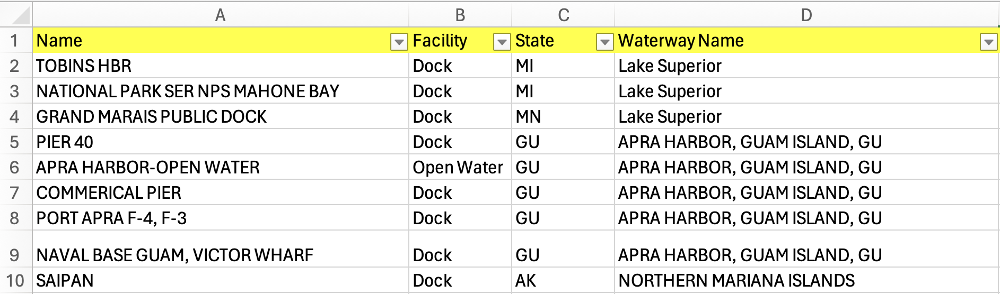 A B C D
1 Name Facility State Waterway Name
2 TOBINS HBR Dock MI Lake Superior
3 NATIONAL PARK SER NPS MAHONE BAY Dock MI Lake Superior
4 GRAND MARAIS PUBLIC DOCK Dock MN Lake Superior
5 PIER 40 Dock GU APRA HARBOR, GUAM ISLAND, GU
6 APRA HARBOR-OPEN WATER Open Water GU APRA HARBOR, GUAM ISLAND, GU
7 COMMERICAL PIER Dock GU APRA HARBOR, GUAM ISLAND, GU
8 PORT APRA F-4, F-3 Dock GU APRA HARBOR, GUAM ISLAND, GU
9 NAVAL BASE GUAM, VICTOR WHARF Dock GU APRA HARBOR, GUAM ISLAND, GU
10 SAIPAN Dock AK NORTHERN MARIANA ISLANDS